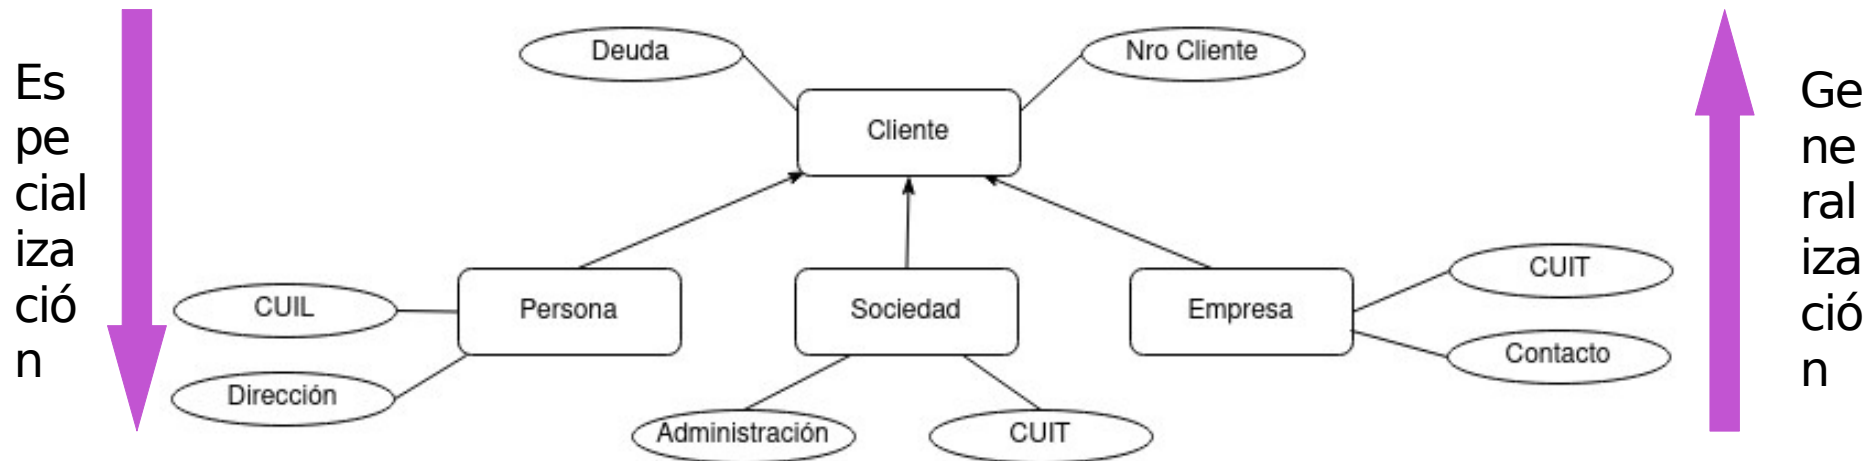 Es
pe
cial
iza
ció
n
Deuda
Nro Cliente
Cliente
Persona
Sociedad
Empresa
CUIL
Dirección
Administración
CUIT
CUIT
Contacto
Ge
ne
ral
iza
ció
n